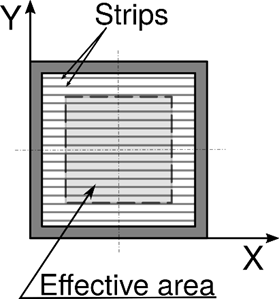 Y
Strips
X
Effective area